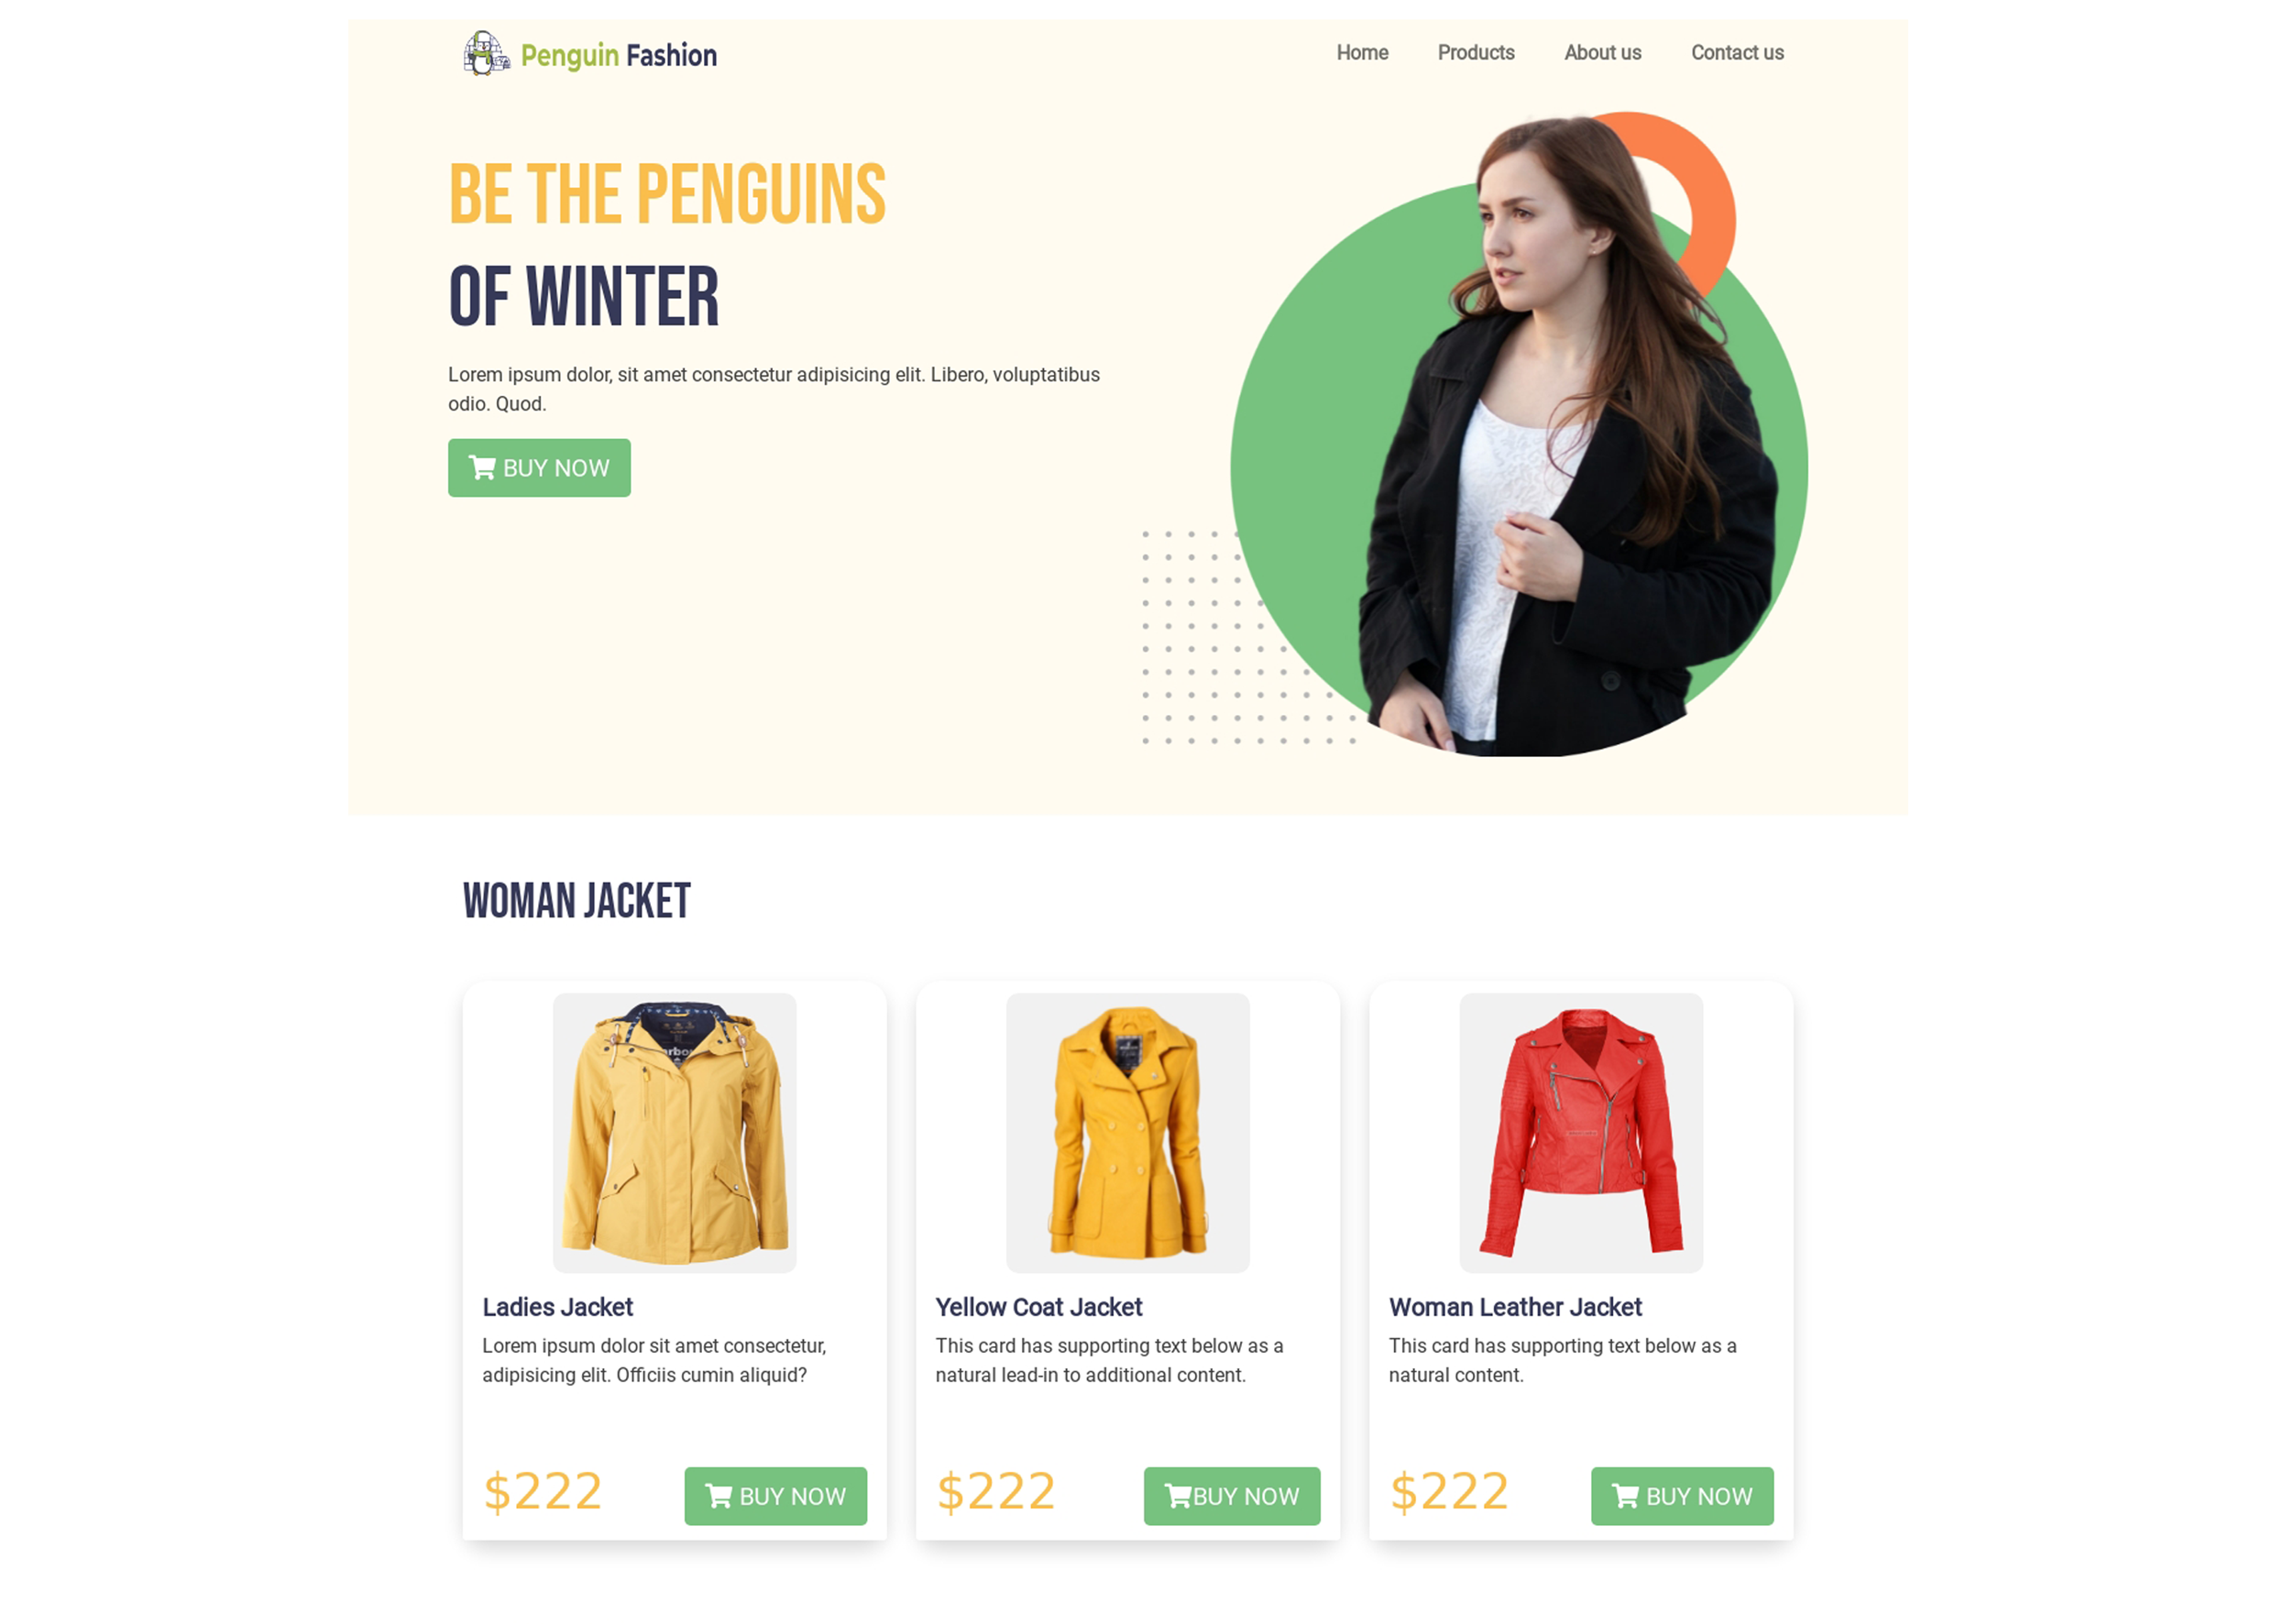 Penguin Fashion
Home Products About us Contact us
BE THE PENGUINS
OF WINTER
Lorem ipsum dolor, sit amet consectetur adipisicing elit. Libero, voluptatibus
odio. Quod.
BUY NOW
WOMAN JACKET
Ladies Jacket
Lorem ipsum dolor sit amet consectetur,
adipisicing elit. Officiis cumin aliquid?
$222
BUY NOW
Yellow Coat Jacket
This card has supporting text below as a
natural lead-in to additional content.
$222
BUY NOW
Woman Leather Jacket
This card has supporting text below as a
natural content.
$222
BUY NOW